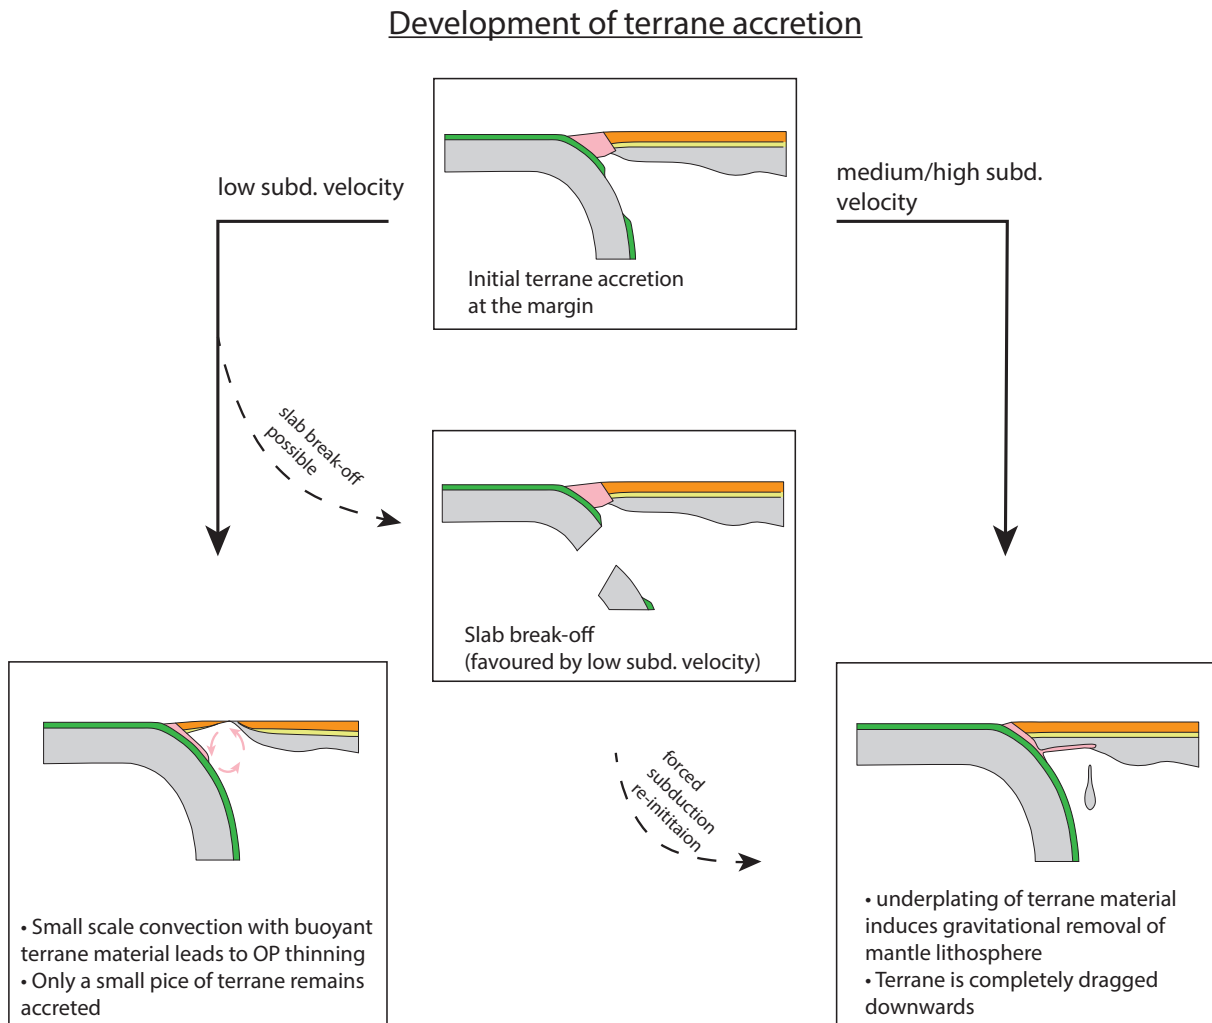 Development of terrane accretion
low subd. velocity
medium/high subd.
velocity
Initial terrane accretion
at the margin
slab break-off
possible
Slab break-off
(favoured by low subd. velocity)
forced
subduction
re-inititaion
• Small scale convection with buoyant
terrane material leads to OP thinning
• Only a small pice of terrane remains
accreted
• underplating of terrane material
induces gravitational removal of
mantle lithosphere
• Terrane is completely dragged
downwards